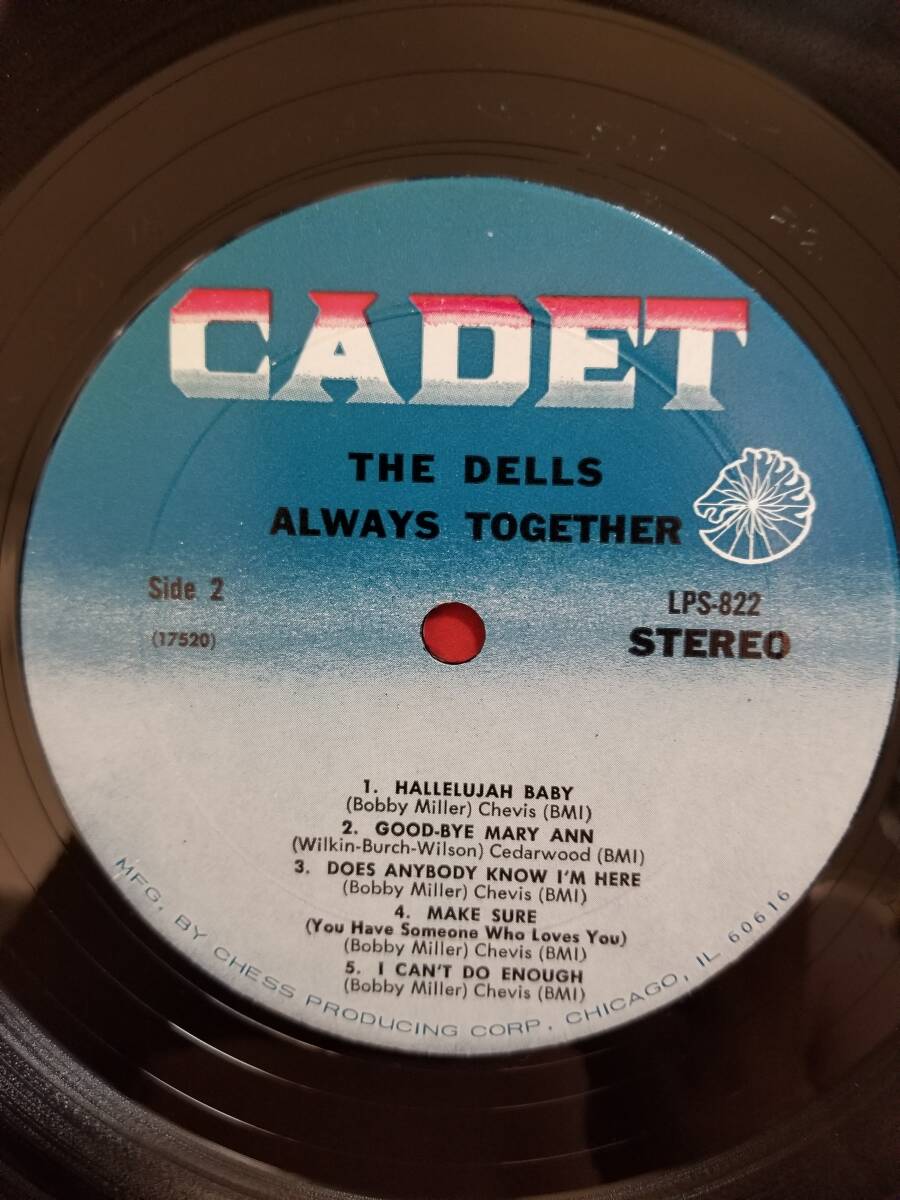 CADET
THE DELLS
ALWAYS TOGETHER
Side 2
LPS-822
(17520)
STEREO
1. HALLELUJAH BABY
(Bobby Miller) Chevis (BMI)
2. GOOD-BYE MARY ANN
(Wilkin-Burch-Wilson) Cedarwood (BMI)
3. DOES ANYBODY KNOW I'M HERE
(Bobby Miller) Chevis (BMI)
4. MAKE SURE
(You Have Someone Who Loves You)
(Bobby Miller) Chevis (BMI)
5. I CAN'T DO ENOUGH
(Bobby Miller) Chevis (BMI)
MFG. BY CHESS PRODUCING CORP. CHICAGO, IL 60616